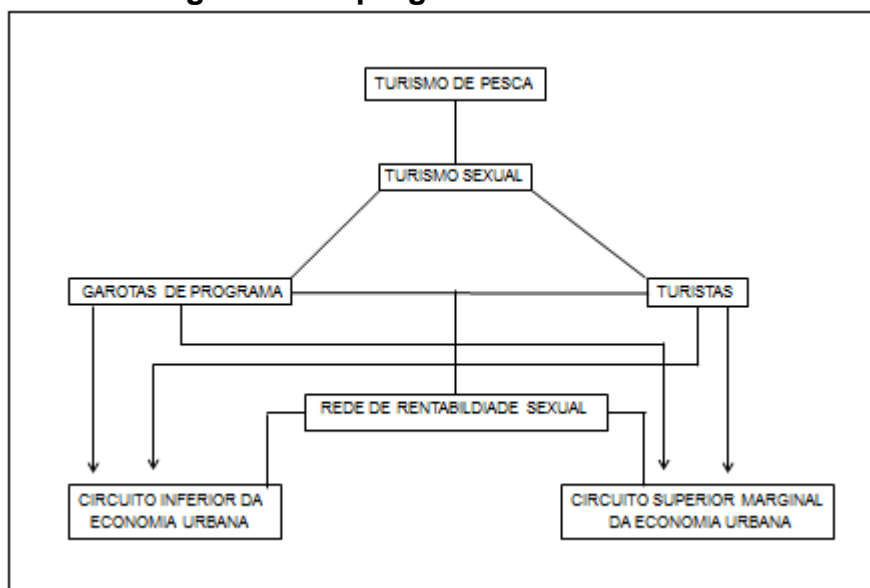 TURISMO DE PESCA
TURISMO SEXUAL
GAROTAS DE PROGRAMA
TURISTAS
REDE DE RENTABILDIADE SEXUAL
CIRCUITO INFERIOR DA
ECONOMIA URBANA
CIRCUITO SUPERIOR MARGINAL
DA ECONOMIA URBANA